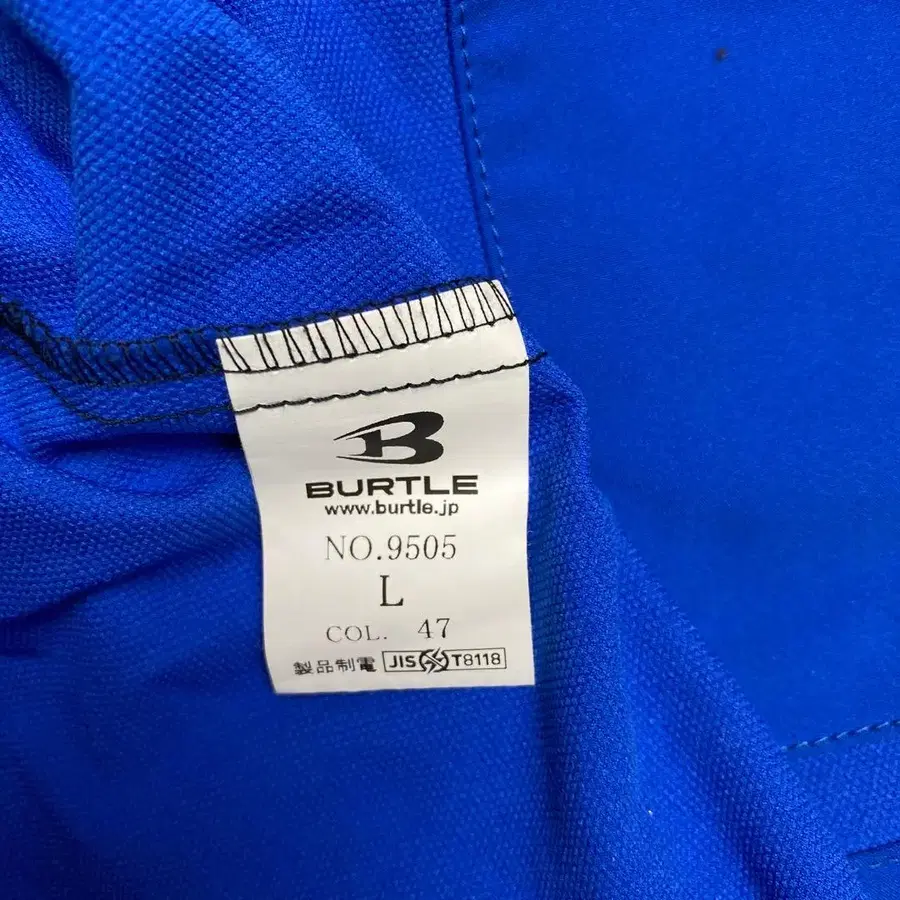 BURTLE
www.burtle.jp
NO.9505
L
COL. 47
製品制電 JIS T8118